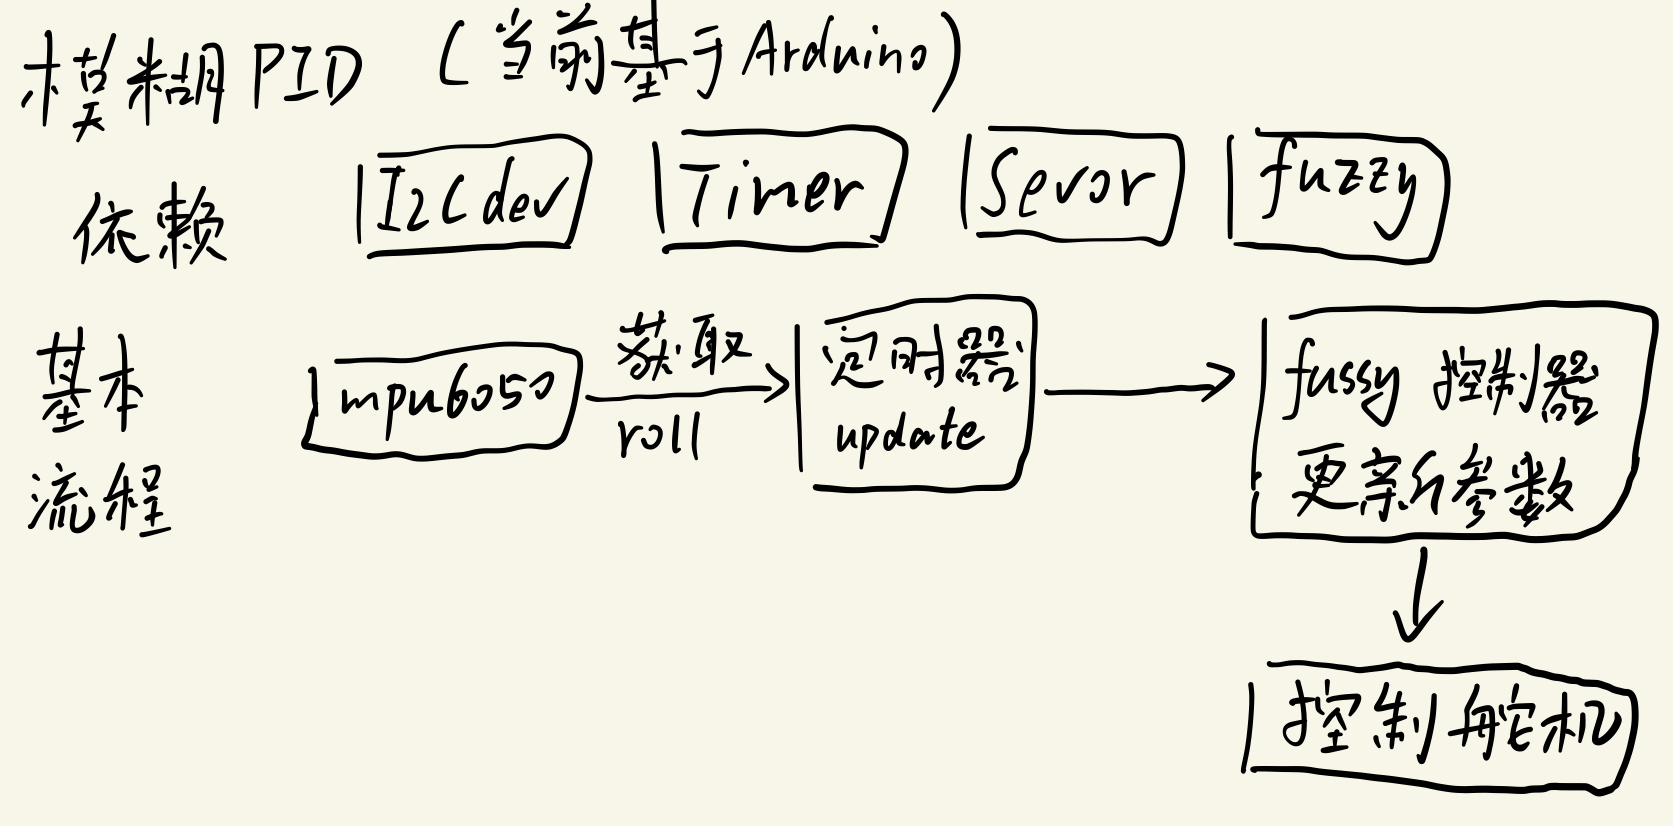 模糊PID (当前基于Arduino)
依赖 I2Cdev Timer Sevor fuzzy
基本流程
mpu6050
获取
roll
定时器
update
fussy 控制器
更新参数
控制舵机